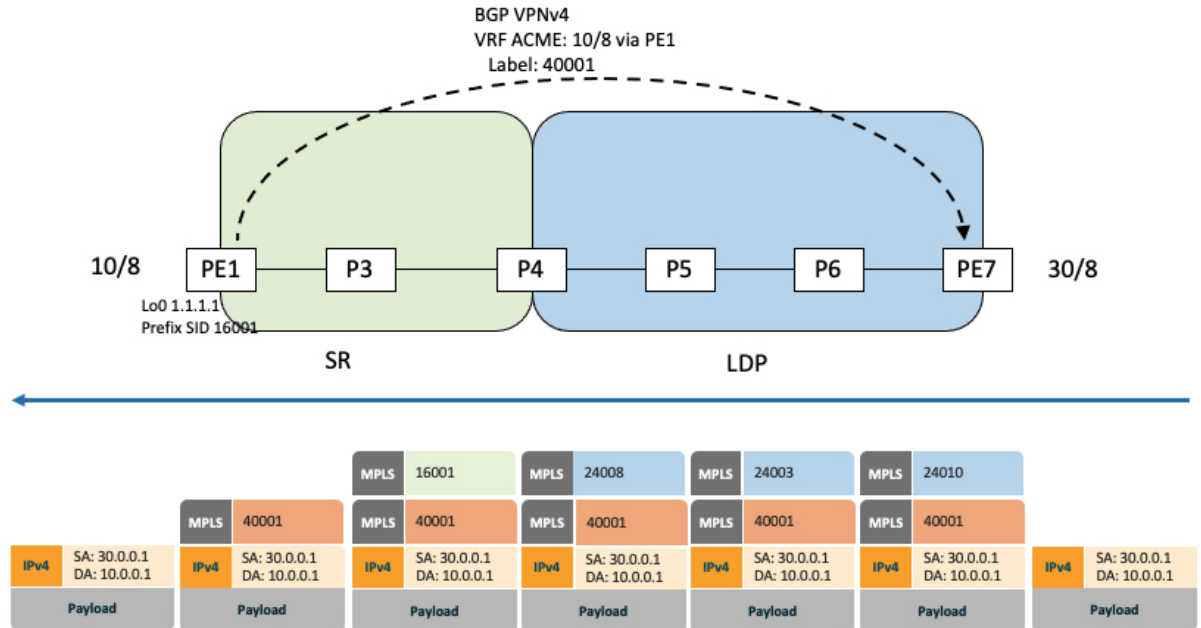 BGP VPNv4
VRF ACME: 10/8 via PE1
Label: 40001
10/8
PE1
P3
P4
P5
P6
PE7
30/8
Lo0 1.1.1.1
Prefix SID 16001
SR
LDP
MPLS 16001
MPLS 24008
MPLS 24003
MPLS 24010
MPLS 40001
MPLS 40001
MPLS 40001
MPLS 40001
MPLS 40001
IPv4 SA: 30.0.0.1
DA: 10.0.0.1
IPv4 SA: 30.0.0.1
DA: 10.0.0.1
IPv4 SA: 30.0.0.1
DA: 10.0.0.1
IPv4 SA: 30.0.0.1
DA: 10.0.0.1
IPv4 SA: 30.0.0.1
DA: 10.0.0.1
IPv4 SA: 30.0.0.1
DA: 10.0.0.1
IPv4 SA: 30.0.0.1
DA: 10.0.0.1
Payload
Payload
Payload
Payload
Payload
Payload
Payload